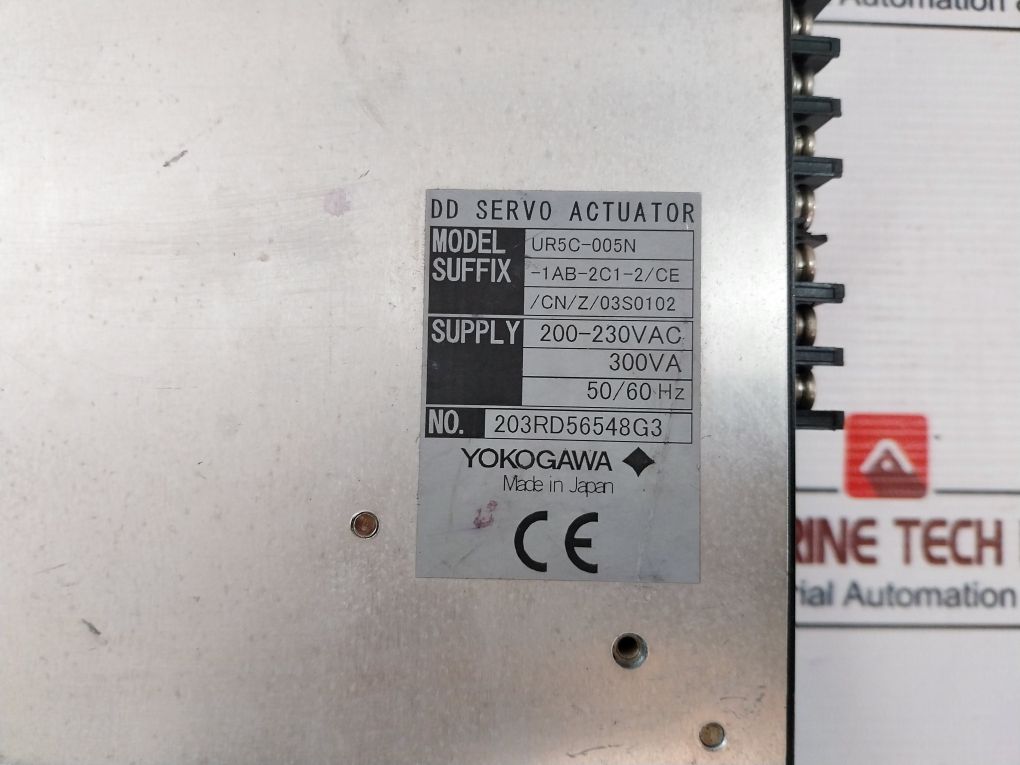 Automation &
DD SERVO ACTUATOR
MODEL UR5C-005N
SUFFIX -1AB-2C1-2/CE
/CN/Z/03S0102
SUPPLY 200-230VAC
300VA
50/60 Hz
NO. 203RD56548G3
YOKOGAWA
Made in Japan
CE
RINE TECH
rial Automation